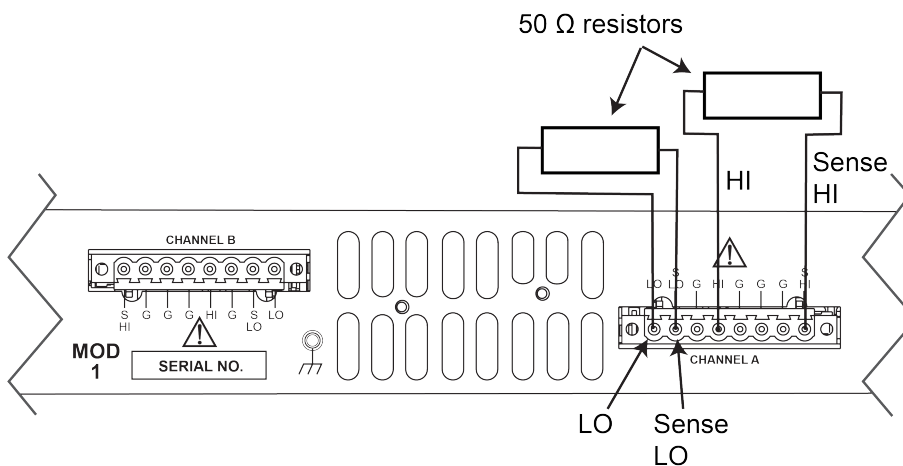 50 Ω resistors
HI
Sense
HI
CHANNEL B
S HI G G G HI G S LO LO
MOD
1
SERIAL NO.
LO S LO G HI G G G S HI
CHANNEL A
LO
Sense
LO